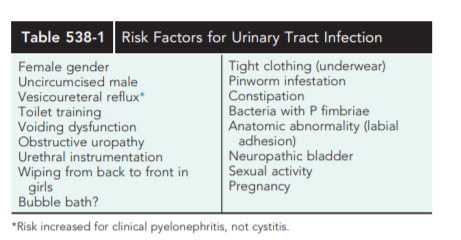 Table 538-1 Risk Factors for Urinary Tract Infection
Female gender
Uncircumcised male
Vesicoureteral reflux*
Toilet training
Voiding dysfunction
Obstructive uropathy
Urethral instrumentation
Wiping from back to front in
girls
Bubble bath?
Tight clothing (underwear)
Pinworm infestation
Constipation
Bacteria with P fimbriae
Anatomic abnormality (labial
adhesion)
Neuropathic bladder
Sexual activity
Pregnancy
*Risk increased for clinical pyelonephritis, not cystitis.